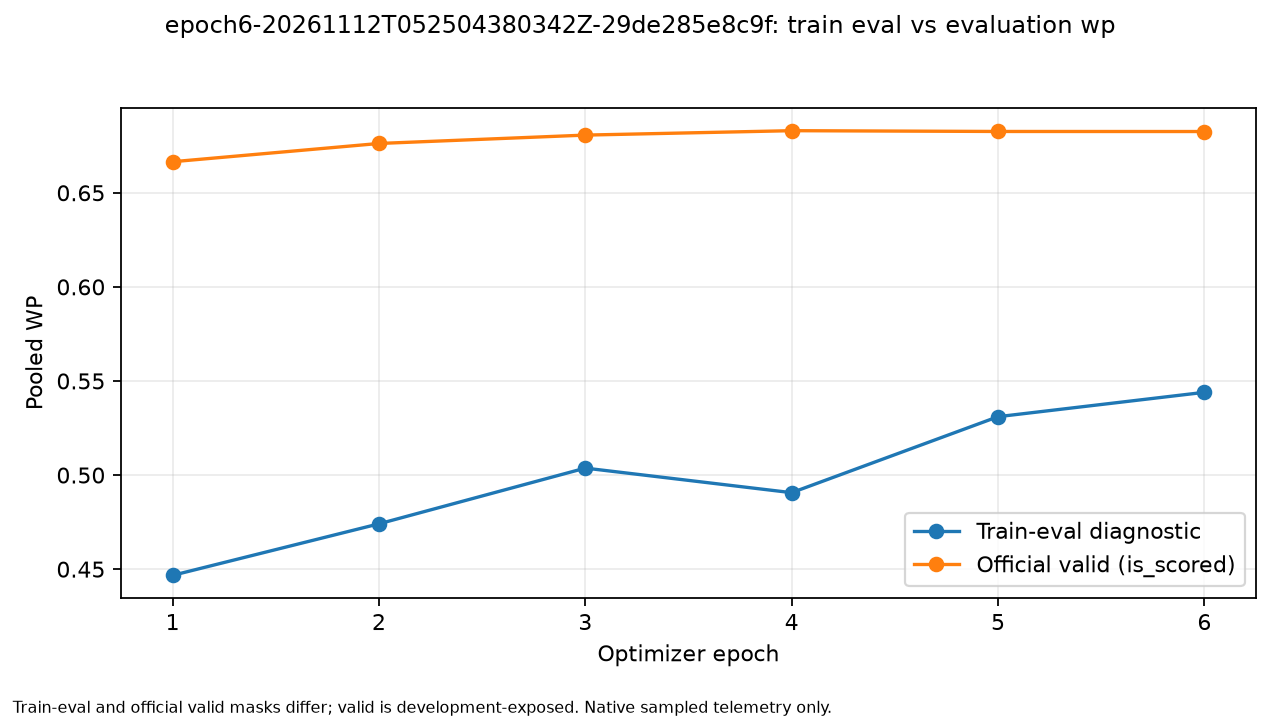 epoch6-20261112T052504380342Z-29de285e8c9f: train eval vs evaluation wp
Pooled WP
0.65
0.60
0.55
0.50
0.45
Train-eval diagnostic
Official valid (is_scored)
1 2 3 4 5 6
Optimizer epoch
Train-eval and official valid masks differ; valid is development-exposed. Native sampled telemetry only.